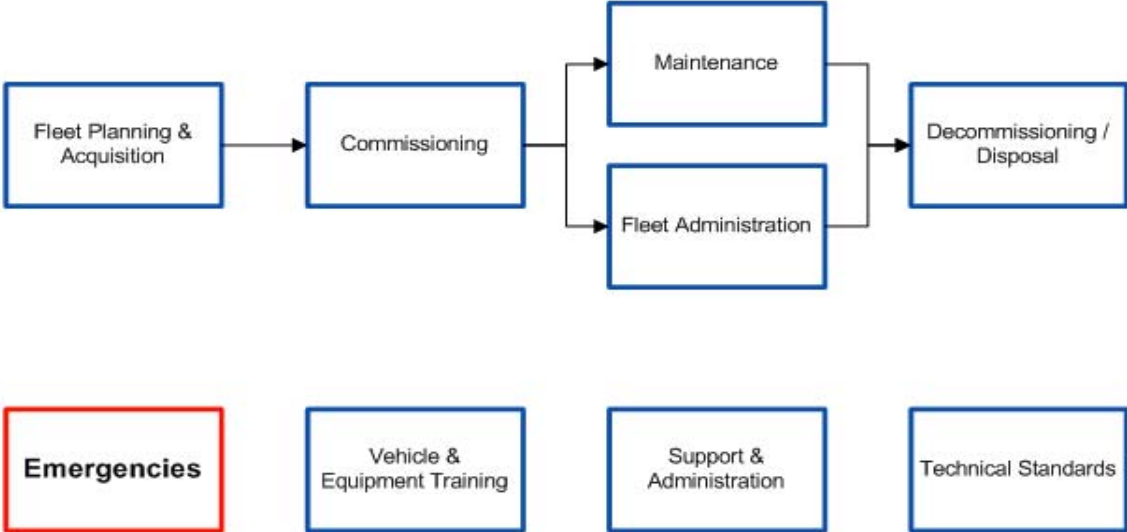 Fleet Planning &
Acquisition
Commissioning
Maintenance
Fleet Administration
Decommissioning /
Disposal
Emergencies
Vehicle &
Equipment Training
Support &
Administration
Technical Standards